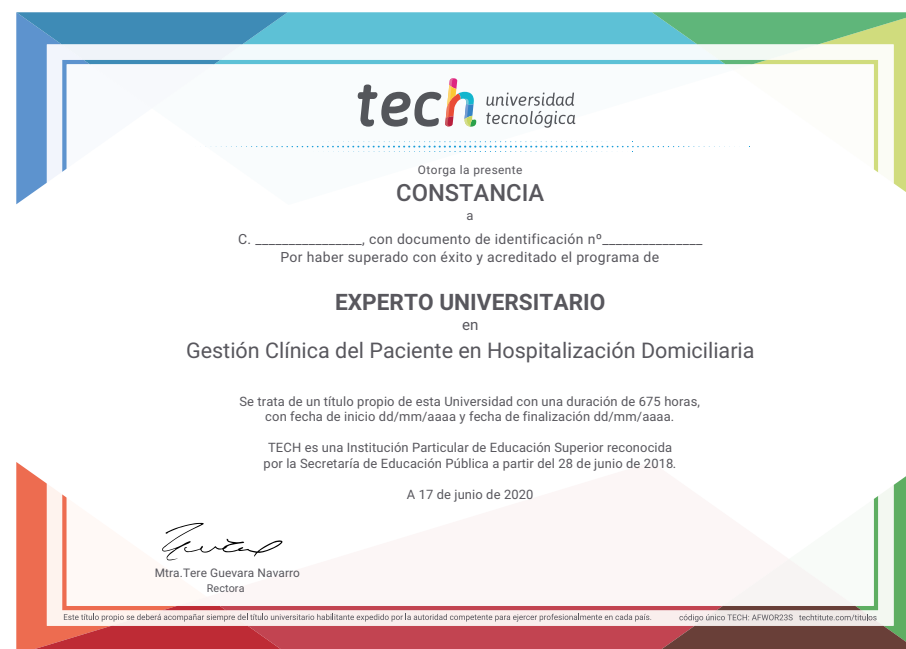 tech universidad
tecnológica
Otorga la presente
CONSTANCIA
a
C. ________________, con documento de identificación nº_______________
Por haber superado con éxito y acreditado el programa de
EXPERTO UNIVERSITARIO
en
Gestión Clínica del Paciente en Hospitalización Domiciliaria
Se trata de un título propio de esta Universidad con una duración de 675 horas,
con fecha de inicio dd/mm/aaaa y fecha de finalización dd/mm/aaaa.
TECH es una Institución Particular de Educación Superior reconocida
por la Secretaría de Educación Pública a partir del 28 de junio de 2018.
A 17 de junio de 2020
Mtra.Tere Guevara Navarro
Rectora
Este título propio se deberá acompañar siempre del título universitario habilitante expedido por la autoridad competente para ejercer profesionalmente en cada país. código único TECH: AFWOR23S techtitute.com/titulos